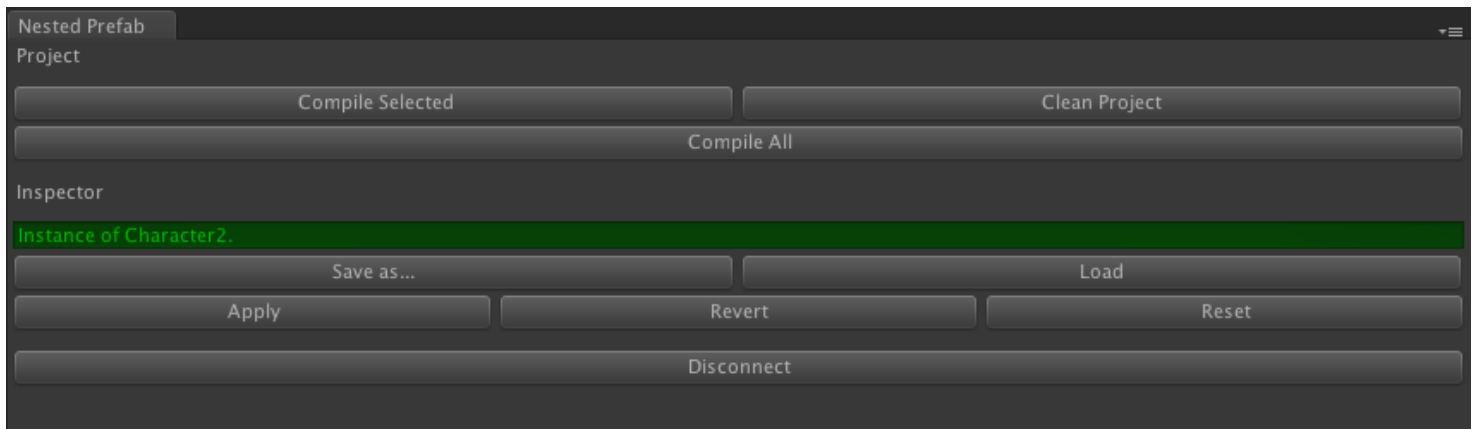 Nested Prefab
Project
Compile Selected Clean Project
Compile All
Inspector
Instance of Character2.
Save as... Load
Apply Revert Reset
Disconnect